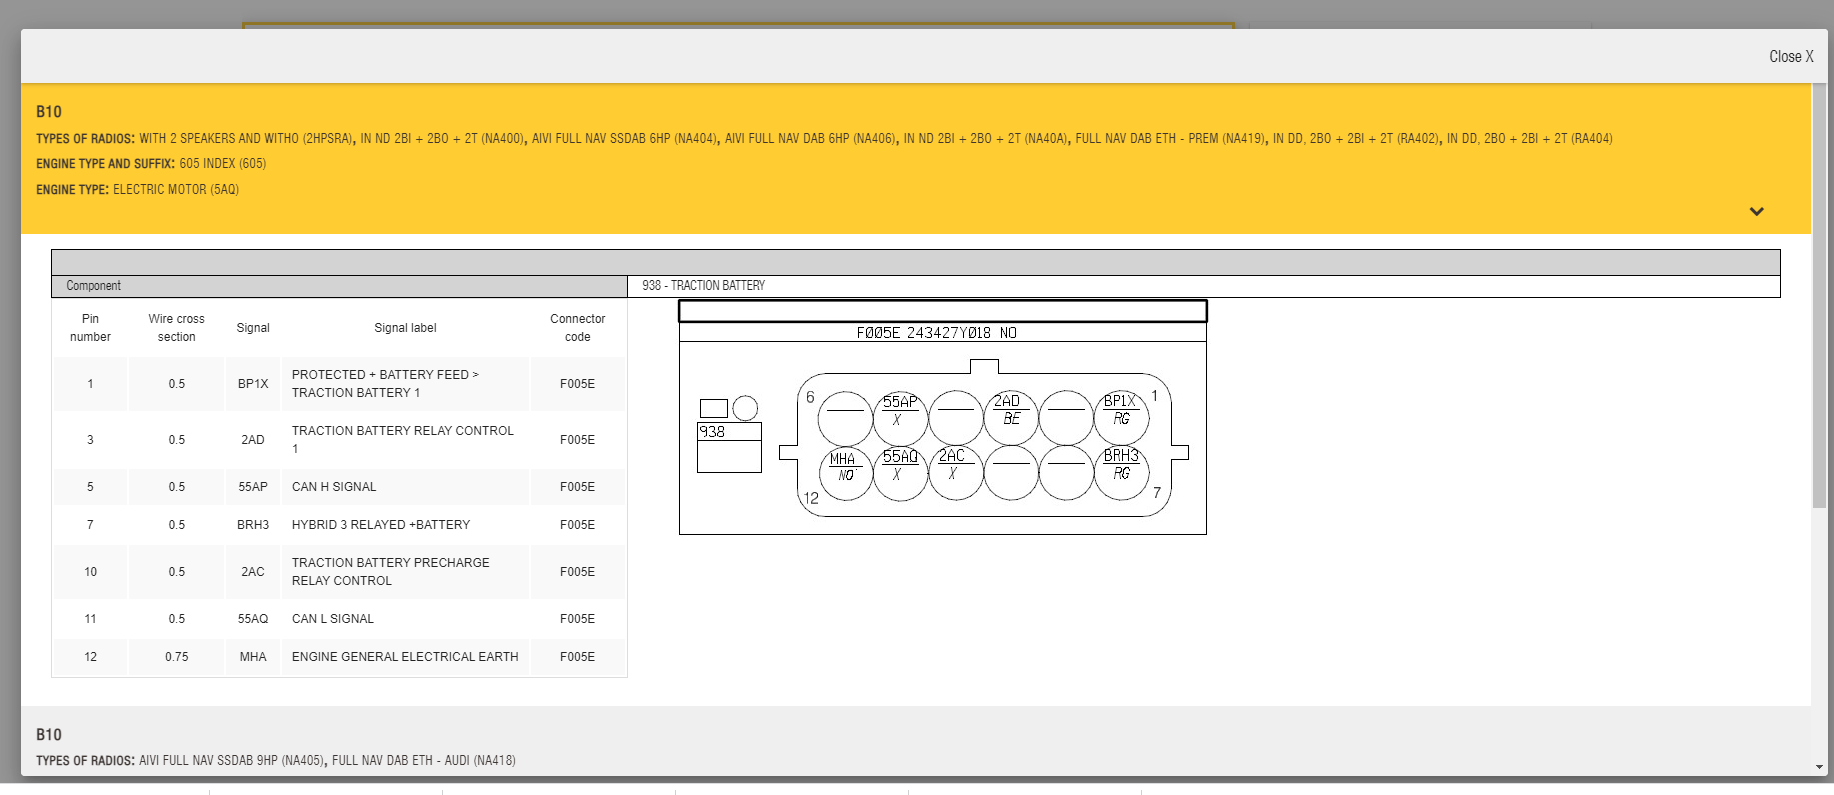 Close X
B10
TYPES OF RADIOS: WITH 2 SPEAKERS AND WITHO (2HPSRA), IN ND 2BI + 2BO + 2T (NA400), AIVI FULL NAV SSDAB 6HP (NA404), AIVI FULL NAV DAB 6HP (NA406), IN ND 2BI + 2BO + 2T (NA40A), FULL NAV DAB ETH - PREM (NA419), IN DD, 2BO + 2BI + 2T (RA402), IN DD, 2BO + 2BI + 2T (RA404)
ENGINE TYPE AND SUFFIX: 605 INDEX (605)
ENGINE TYPE: ELECTRIC MOTOR (5AQ)
Component 938 - TRACTION BATTERY
Pin number Wire cross section Signal Signal label Connector code
1 0.5 BP1X PROTECTED + BATTERY FEED > TRACTION BATTERY 1 F005E
3 0.5 2AD TRACTION BATTERY RELAY CONTROL 1 F005E
5 0.5 55AP CAN H SIGNAL F005E
7 0.5 BRH3 HYBRID 3 RELAYED +BATTERY F005E
10 0.5 2AC TRACTION BATTERY PRECHARGE RELAY CONTROL F005E
11 0.5 55AQ CAN L SIGNAL F005E
12 0.75 MHA ENGINE GENERAL ELECTRICAL EARTH F005E
FØØ5E 243427YØ18 NO
6 55AP 2AD BP1X 1
X BE RG
938
MHA 55AQ 2AC BRH3
NO X X RG
12 7
B10
TYPES OF RADIOS: AIVI FULL NAV SSDAB 9HP (NA405), FULL NAV DAB ETH - AUDI (NA418)